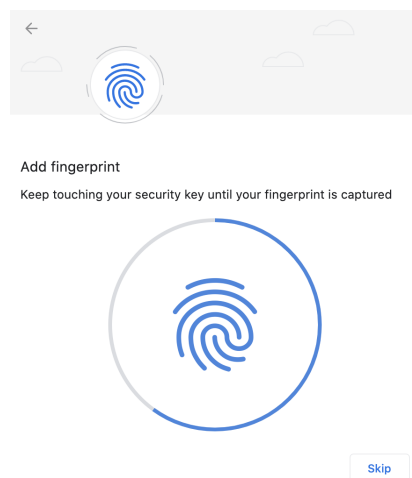 Add fingerprint
Keep touching your security key until your fingerprint is captured
Skip